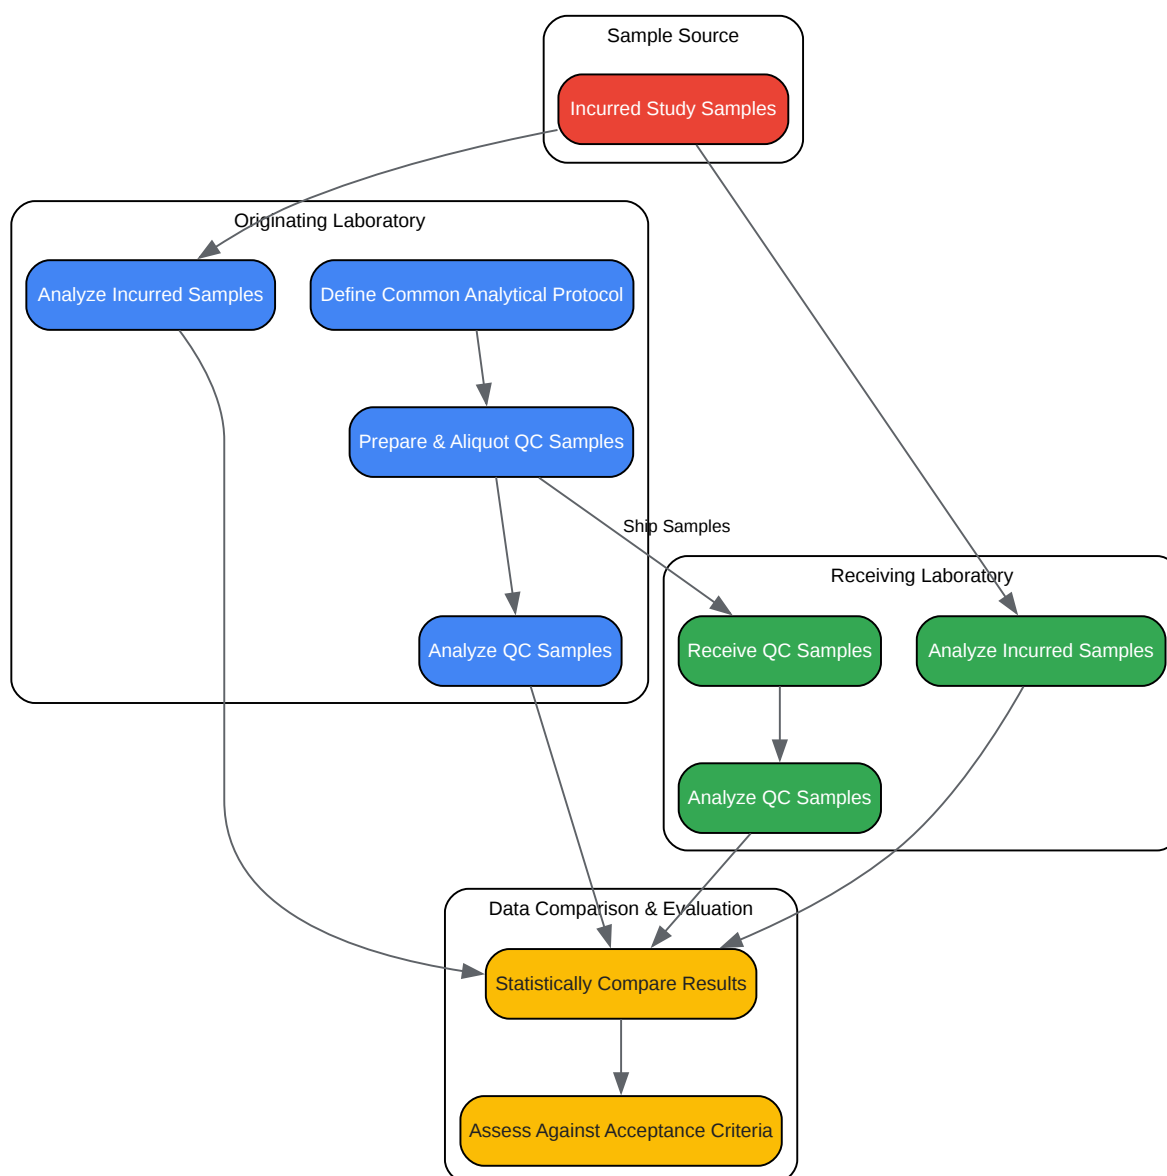 Sample Source
Incurred Study Samples
Originating Laboratory
Analyze Incurred Samples
Define Common Analytical Protocol
Prepare & Aliquot QC Samples
Ship Samples
Analyze QC Samples
Receiving Laboratory
Receive QC Samples
Analyze Incurred Samples
Analyze QC Samples
Data Comparison & Evaluation
Statistically Compare Results
Assess Against Acceptance Criteria